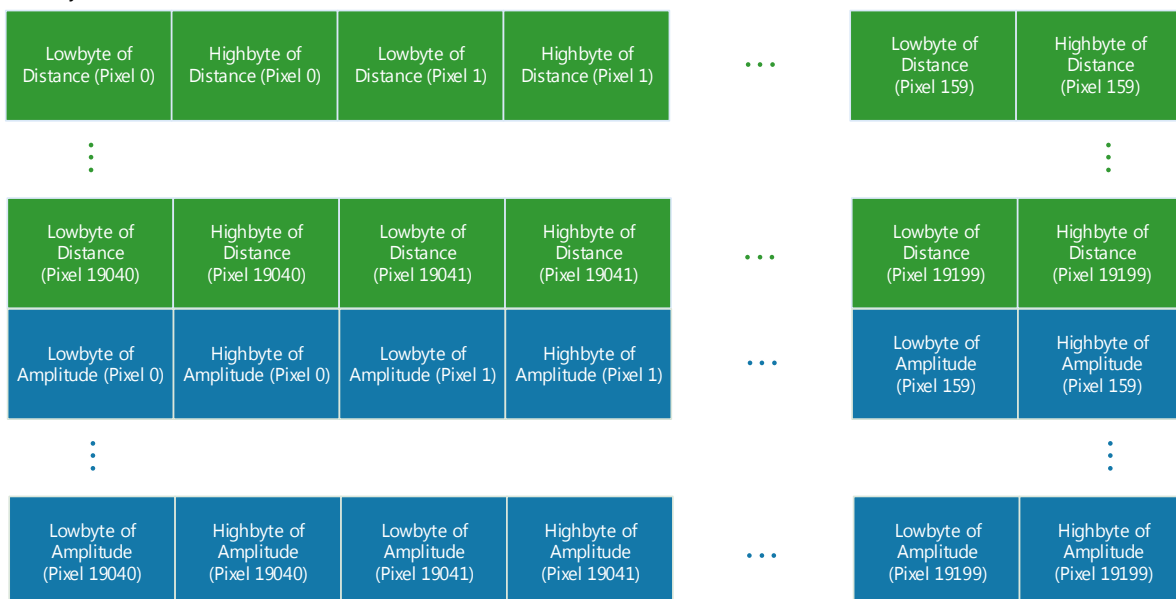 Lowbyte of
Distance (Pixel 0)
Highbyte of
Distance (Pixel 0)
Lowbyte of
Distance (Pixel 1)
Highbyte of
Distance (Pixel 1)
...
Lowbyte of
Distance
(Pixel 159)
Highbyte of
Distance
(Pixel 159)
Lowbyte of
Distance
(Pixel 19040)
Highbyte of
Distance
(Pixel 19040)
Lowbyte of
Distance
(Pixel 19041)
Highbyte of
Distance
(Pixel 19041)
...
Lowbyte of
Distance
(Pixel 19199)
Highbyte of
Distance
(Pixel 19199)
Lowbyte of
Amplitude (Pixel 0)
Highbyte of
Amplitude (Pixel 0)
Lowbyte of
Amplitude (Pixel 1)
Highbyte of
Amplitude (Pixel 1)
...
Lowbyte of
Amplitude
(Pixel 159)
Highbyte of
Amplitude
(Pixel 159)
Lowbyte of
Amplitude
(Pixel 19040)
Highbyte of
Amplitude
(Pixel 19040)
Lowbyte of
Amplitude
(Pixel 19041)
Highbyte of
Amplitude
(Pixel 19041)
...
Lowbyte of
Amplitude
(Pixel 19199)
Highbyte of
Amplitude
(Pixel 19199)